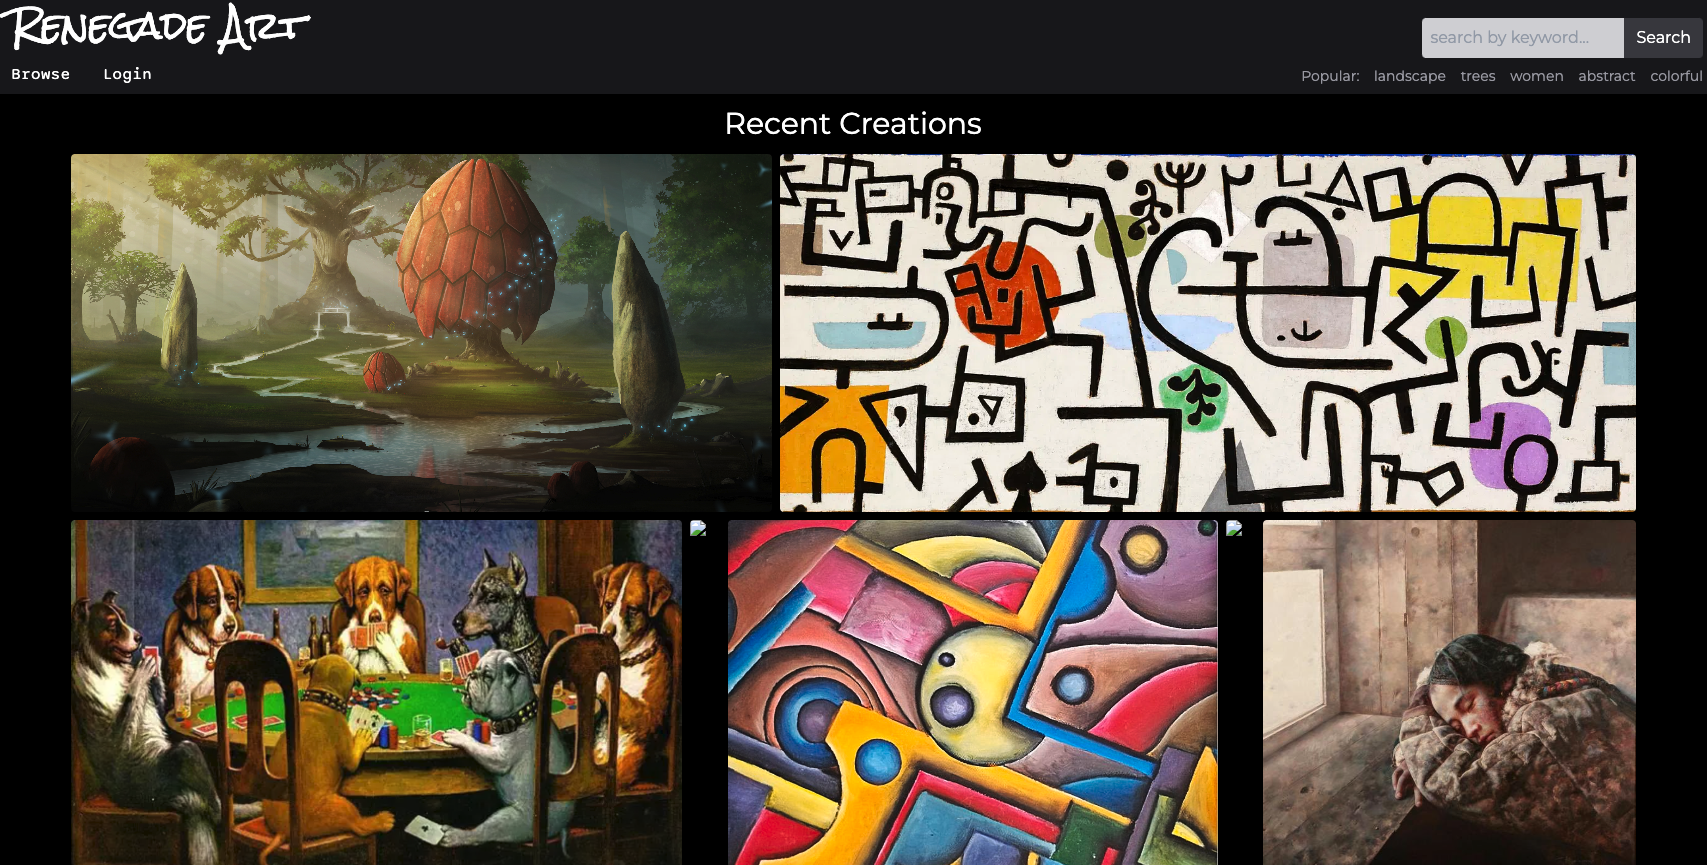 Renegade Art
search by keyword...
Search
Browse
Login
Popular:
landscape
trees
women
abstract
colorful
Recent Creations